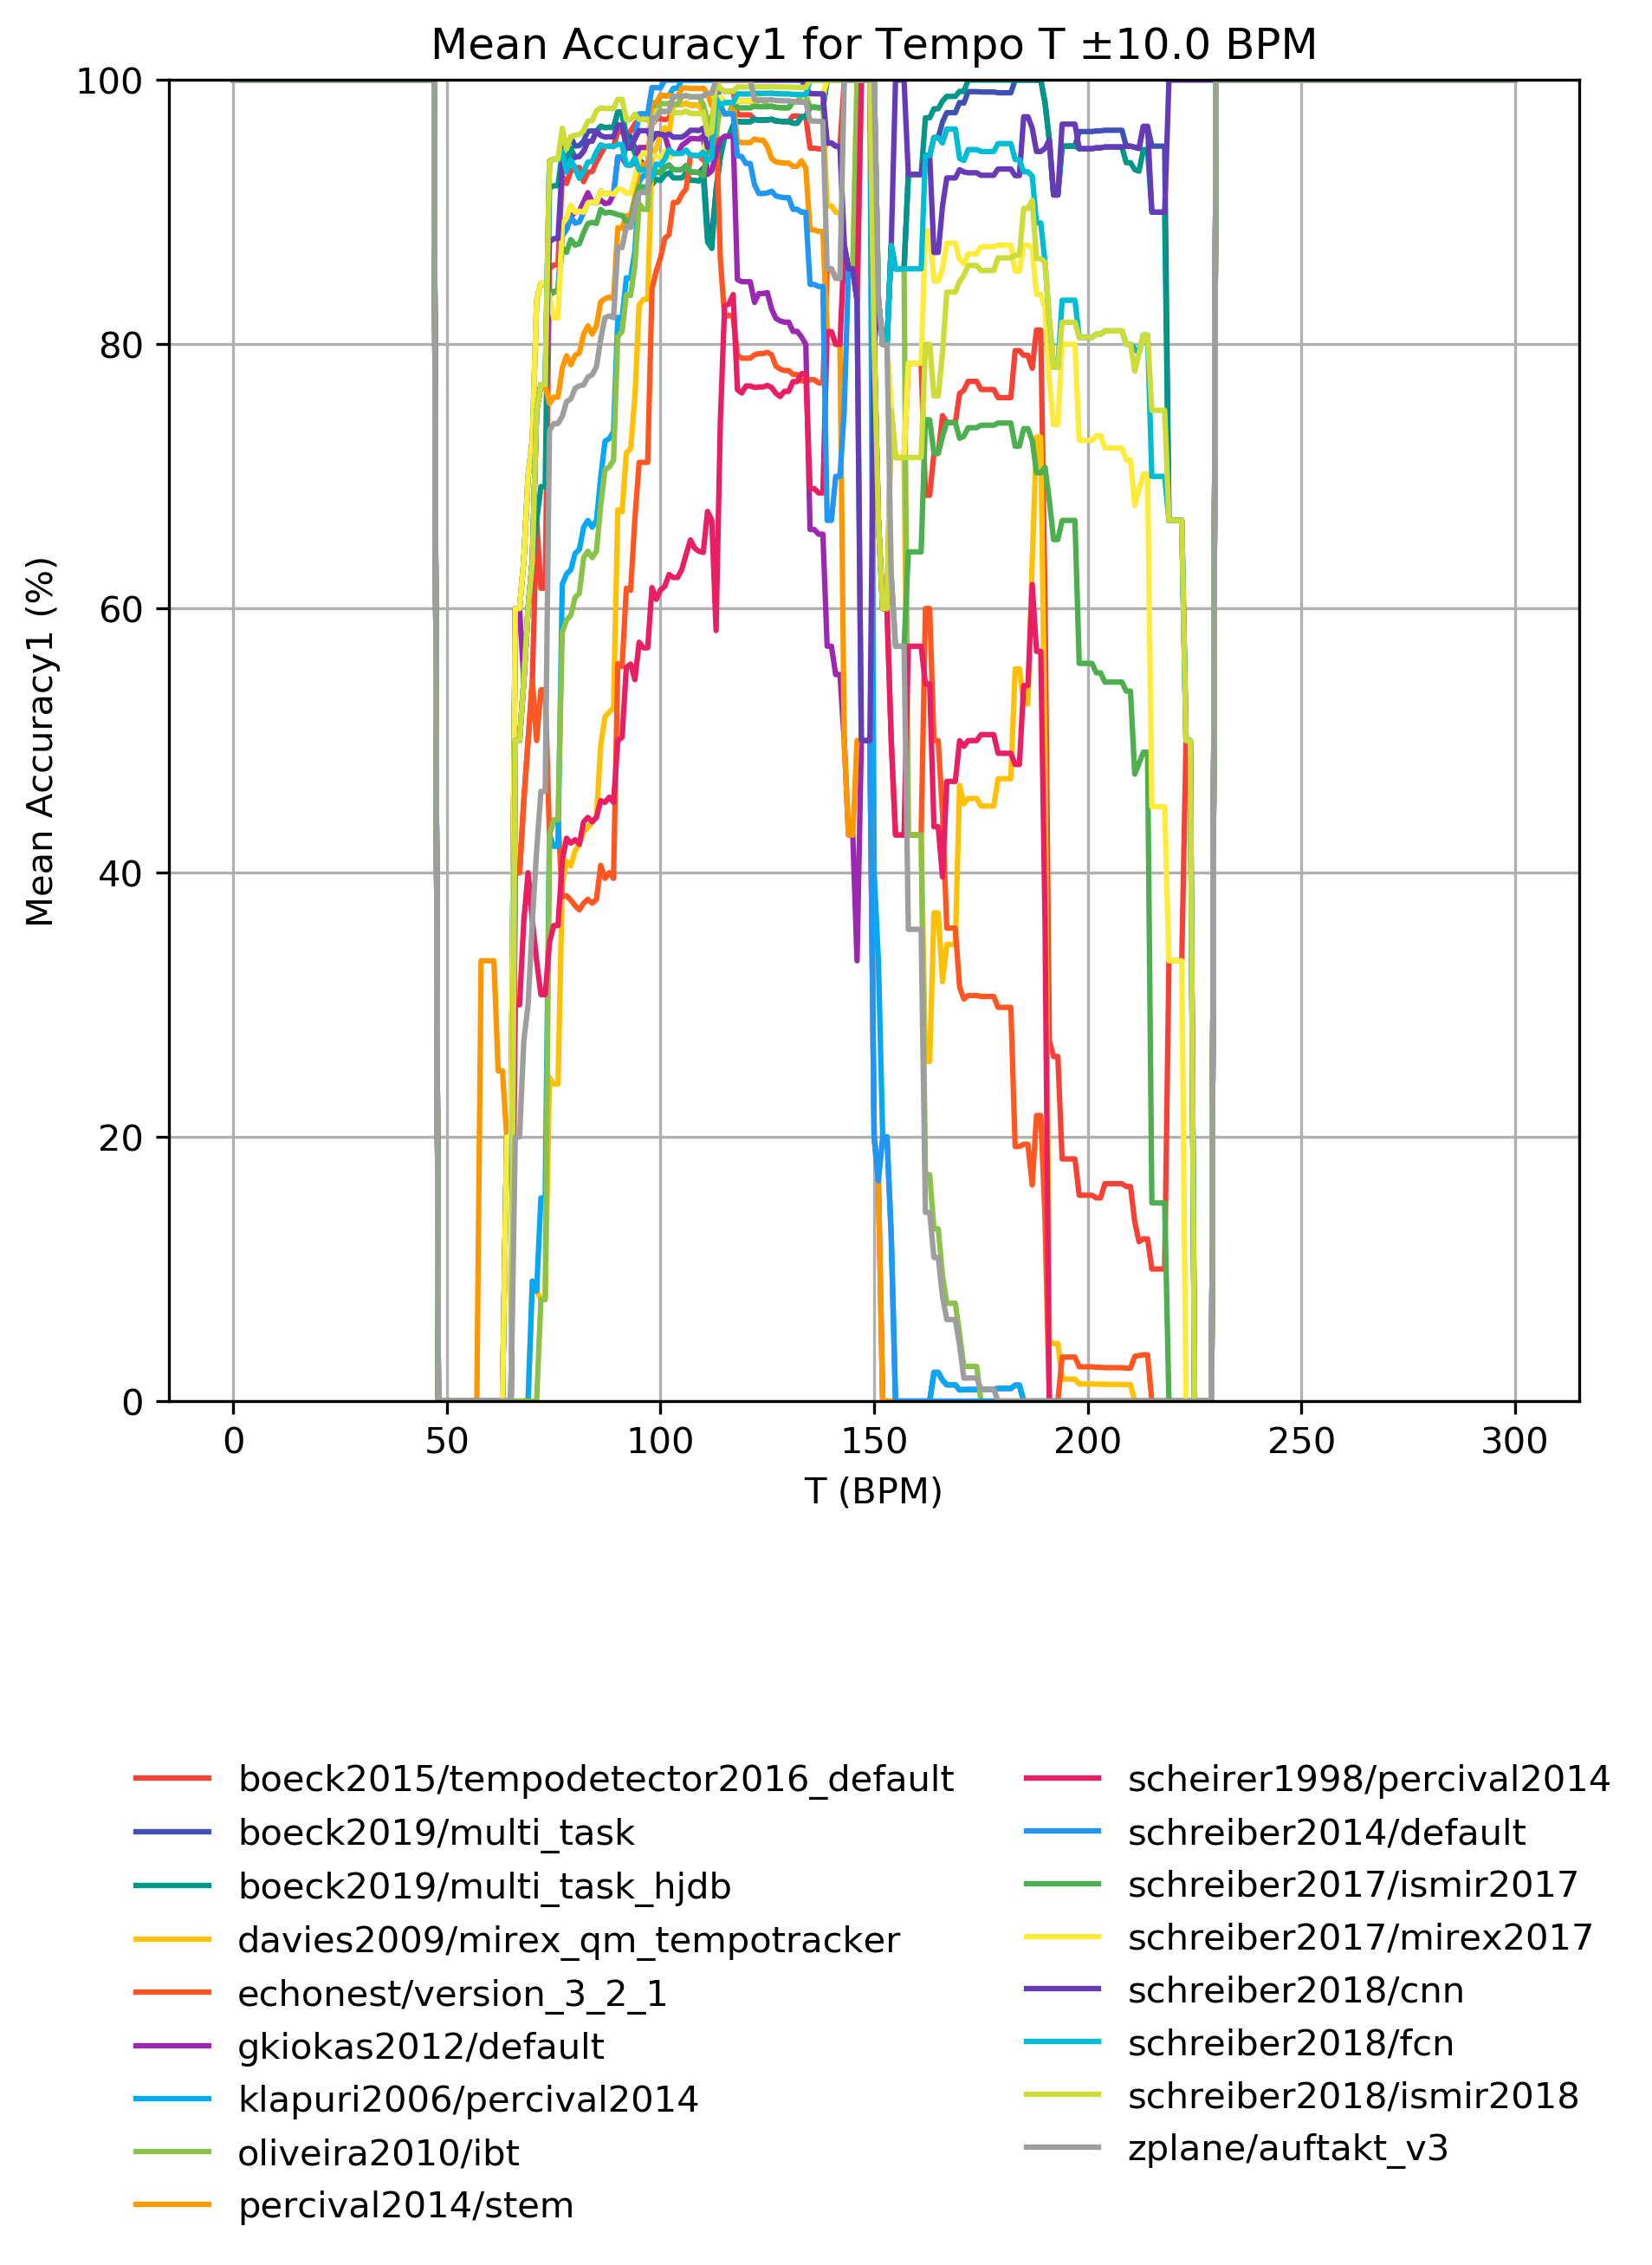 Mean Accuracy1 for Tempo T ±10.0 BPM
Mean Accuracy1 (%)
100
80
60
40
20
0
0 50 100 150 200 250 300
T (BPM)
boeck2015/tempodetector2016_default
boeck2019/multi_task
boeck2019/multi_task_hjdb
davies2009/mirex_qm_tempotracker
echonest/version_3_2_1
gkiokas2012/default
klapuri2006/percival2014
oliveira2010/ibt
percival2014/stem
scheirer1998/percival2014
schreiber2014/default
schreiber2017/ismir2017
schreiber2017/mirex2017
schreiber2018/cnn
schreiber2018/fcn
schreiber2018/ismir2018
zplane/auftakt_v3